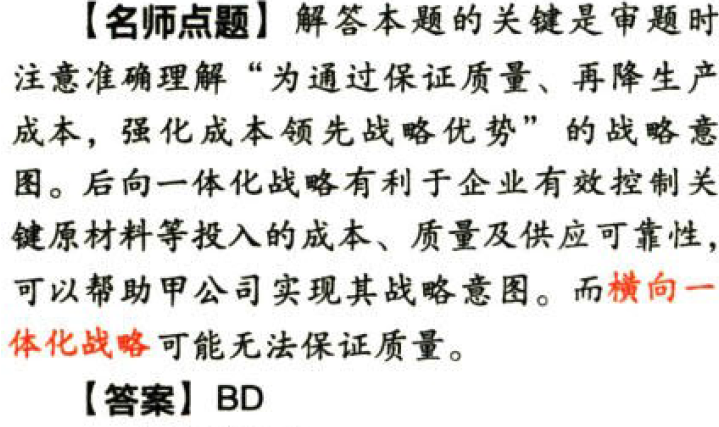 【名师点题】解答本题的关键是审题时
注意准确理解“为通过保证质量、再降生产
成本，强化成本领先战略优势”的战略意
图。后向一体化战略有利于企业有效控制关
键原材料等投入的成本、质量及供应可靠性，
可以帮助甲公司实现其战略意图。而横向一
体化战略可能无法保证质量。
【答案】BD